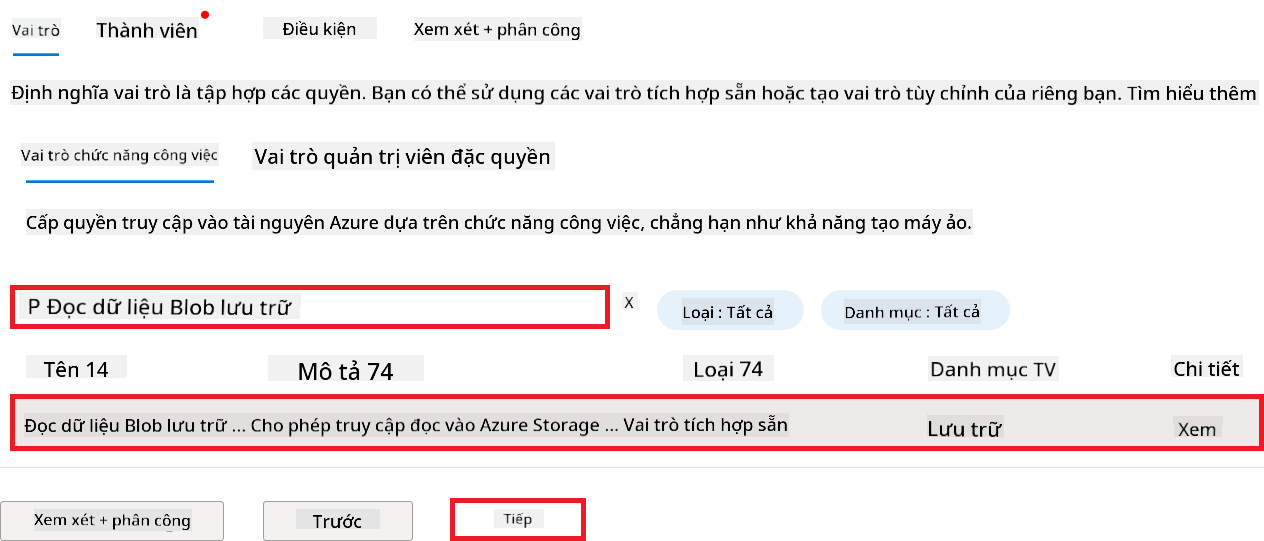 Vai trò Thành viên Điều kiện Xem xét + phân công
Định nghĩa vai trò là tập hợp các quyền. Bạn có thể sử dụng các vai trò tích hợp sẵn hoặc tạo vai trò tùy chỉnh của riêng bạn. Tìm hiểu thêm
Vai trò chức năng công việc Vai trò quản trị viên đặc quyền
Cấp quyền truy cập vào tài nguyên Azure dựa trên chức năng công việc, chẳng hạn như khả năng tạo máy ảo.
P Đọc dữ liệu Blob lưu trữ X Loại : Tất cả Danh mục : Tất cả
Tên 14 Mô tả 74 Loại 74 Danh mục TV Chi tiết
Đọc dữ liệu Blob lưu trữ ... Cho phép truy cập đọc vào Azure Storage ... Vai trò tích hợp sẵn Lưu trữ Xem
Xem xét + phân công Trước Tiếp